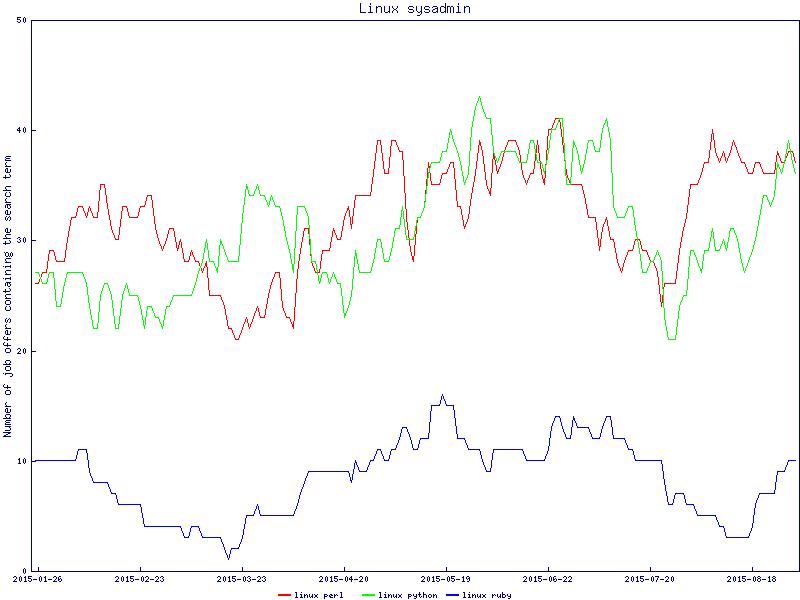 Linux sysadmin
50
40
30
20
10
0
Number of job offers containing the search term
2015-01-26 2015-02-23 2015-03-23 2015-04-20 2015-05-19 2015-06-22 2015-07-20 2015-08-18
linux perl linux python linux ruby